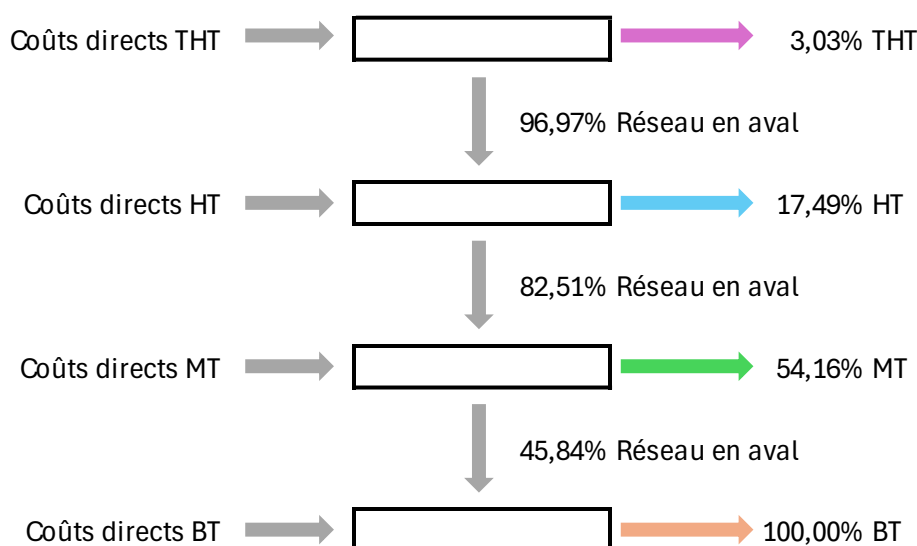 Coûts directs THT 3,03% THT
96,97% Réseau en aval
Coûts directs HT 17,49% HT
82,51% Réseau en aval
Coûts directs MT 54,16% MT
45,84% Réseau en aval
Coûts directs BT 100,00% BT